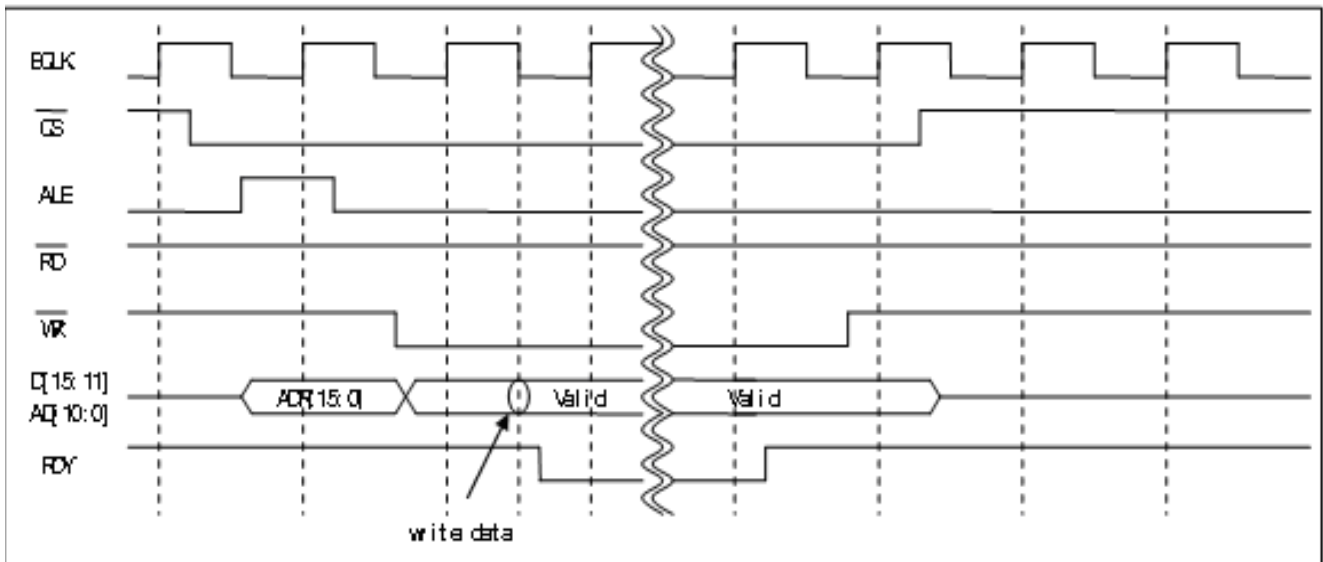 BCLK
CS
ALE
RD
WR
D[15:11]
AD[10:0]
ADR[15:0]
Valid
Valid
RDY
write data